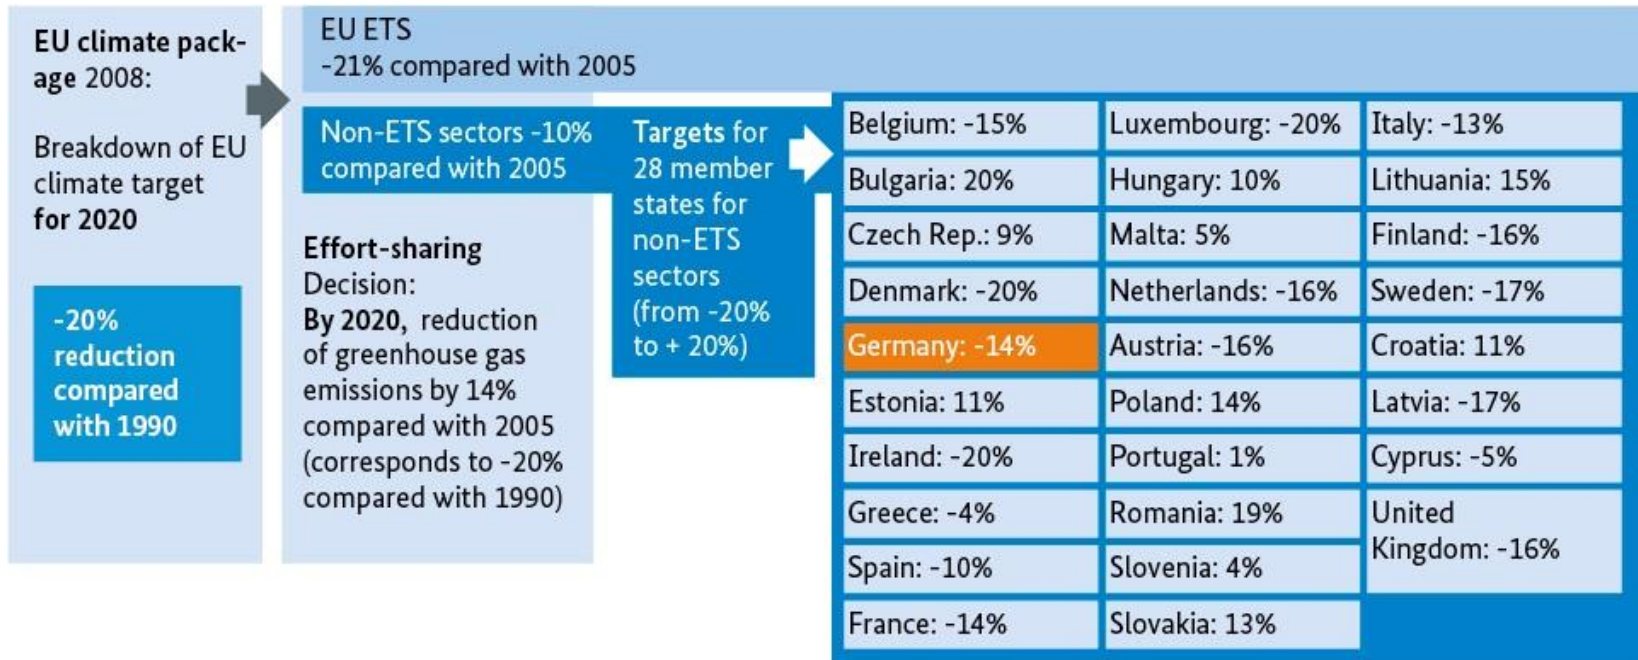 EU climate pack-
age 2008:
Breakdown of EU
climate target
for 2020
-20%
reduction
compared
with 1990
EU ETS
-21% compared with 2005
Non-ETS sectors -10%
compared with 2005
Effort-sharing
Decision:
By 2020, reduction
of greenhouse gas
emissions by 14%
compared with 2005
(corresponds to -20%
compared with 1990)
Targets for
28 member
states for
non-ETS
sectors
(from -20%
to + 20%)
Belgium: -15%
Bulgaria: 20%
Czech Rep.: 9%
Denmark: -20%
Germany: -14%
Estonia: 11%
Ireland: -20%
Greece: -4%
Spain: -10%
France: -14%
Luxembourg: -20%
Hungary: 10%
Malta: 5%
Netherlands: -16%
Austria: -16%
Poland: 14%
Portugal: 1%
Romania: 19%
Slovenia: 4%
Slovakia: 13%
Italy: -13%
Lithuania: 15%
Finland: -16%
Sweden: -17%
Croatia: 11%
Latvia: -17%
Cyprus: -5%
United
Kingdom: -16%